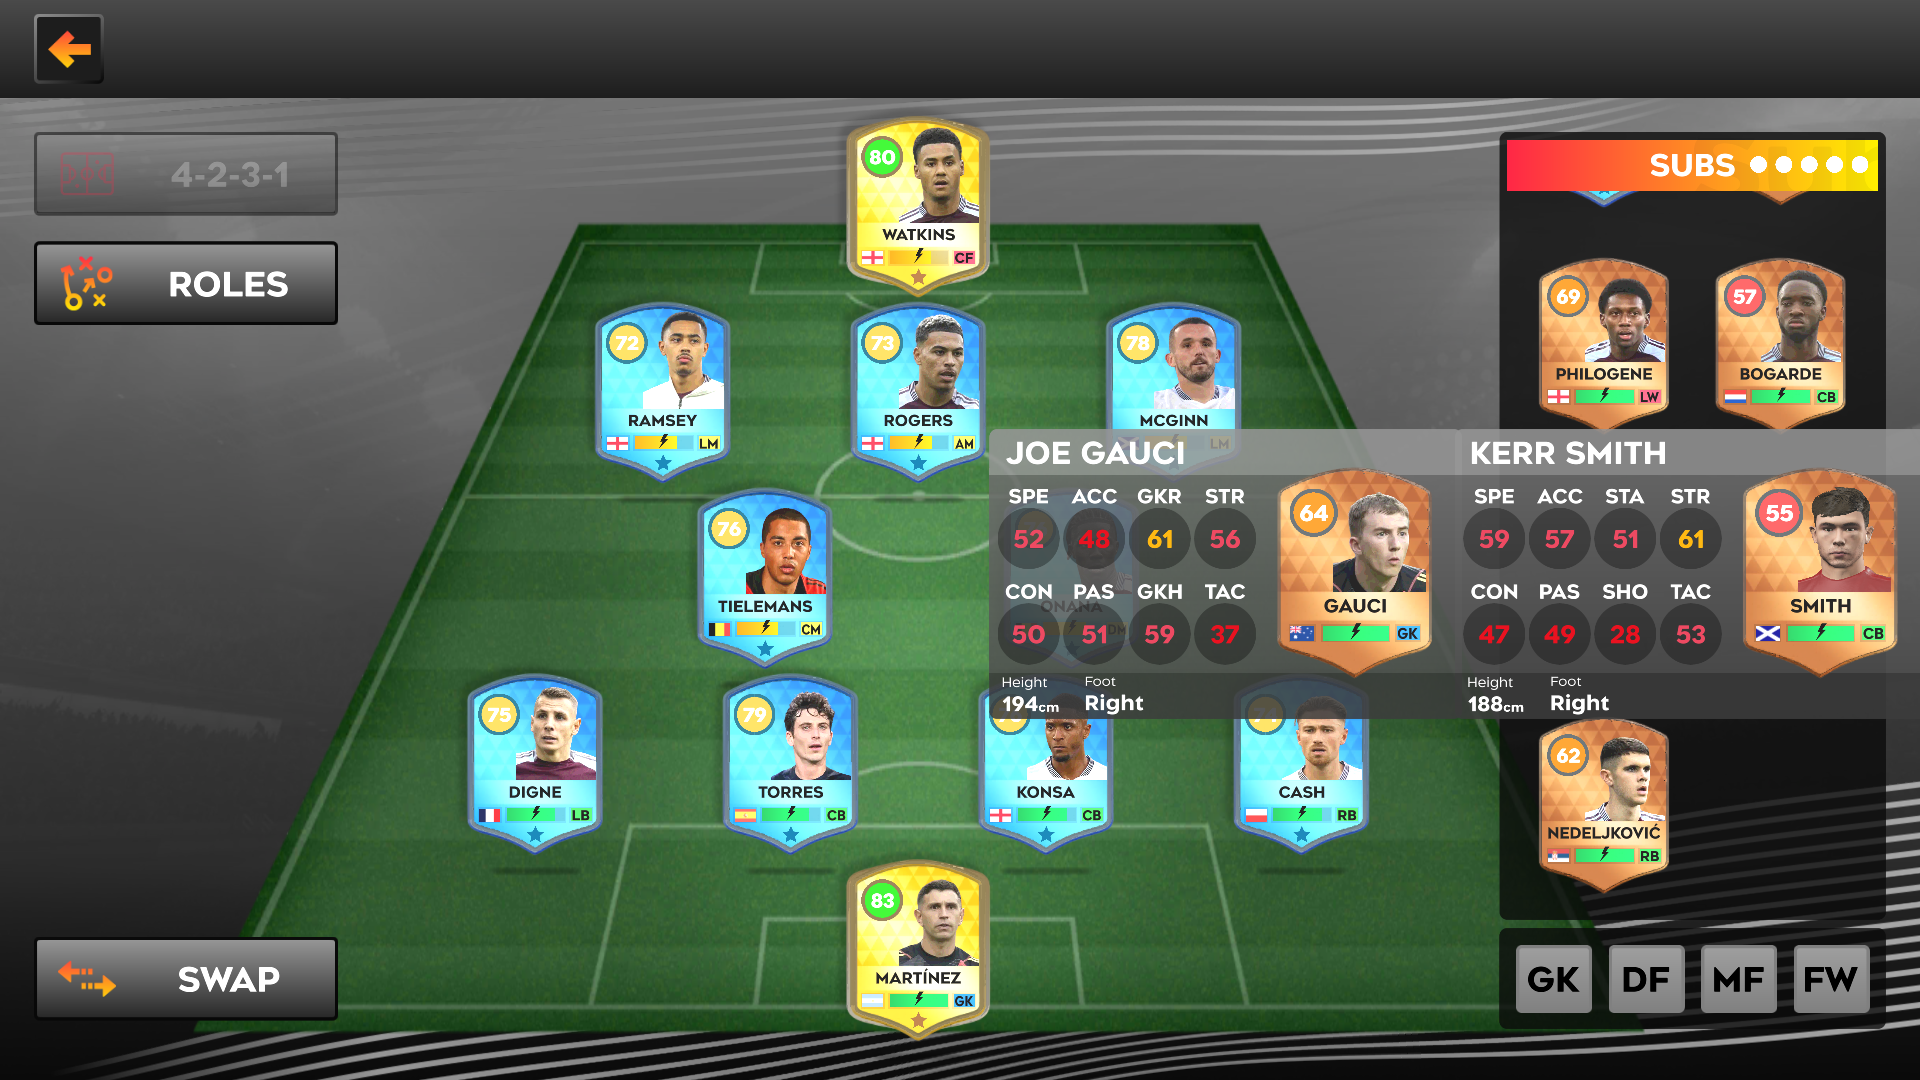 4-2-3-1
ROLES
SWAP
80
WATKINS
CF
72
RAMSEY
LM
73
ROGERS
AM
78
MCGINN
LM
76
TIELEMANS
CM
ONANA
DM
75
DIGNE
LB
79
TORRES
CB
KONSA
CB
CASH
RB
83
MARTÍNEZ
GK
SUBS
69
PHILOGENE
LW
57
BOGARDE
CB
JOE GAUCI
SPE ACC GKR STR
52 48 61 56
CON PAS GKH TAC
50 51 59 37
Height Foot
194cm Right
64
GAUCI
GK
KERR SMITH
SPE ACC STA STR
59 57 51 61
CON PAS SHO TAC
47 49 28 53
Height Foot
188cm Right
55
SMITH
CB
62
NEDELJKOVIĆ
RB
GK DF MF FW